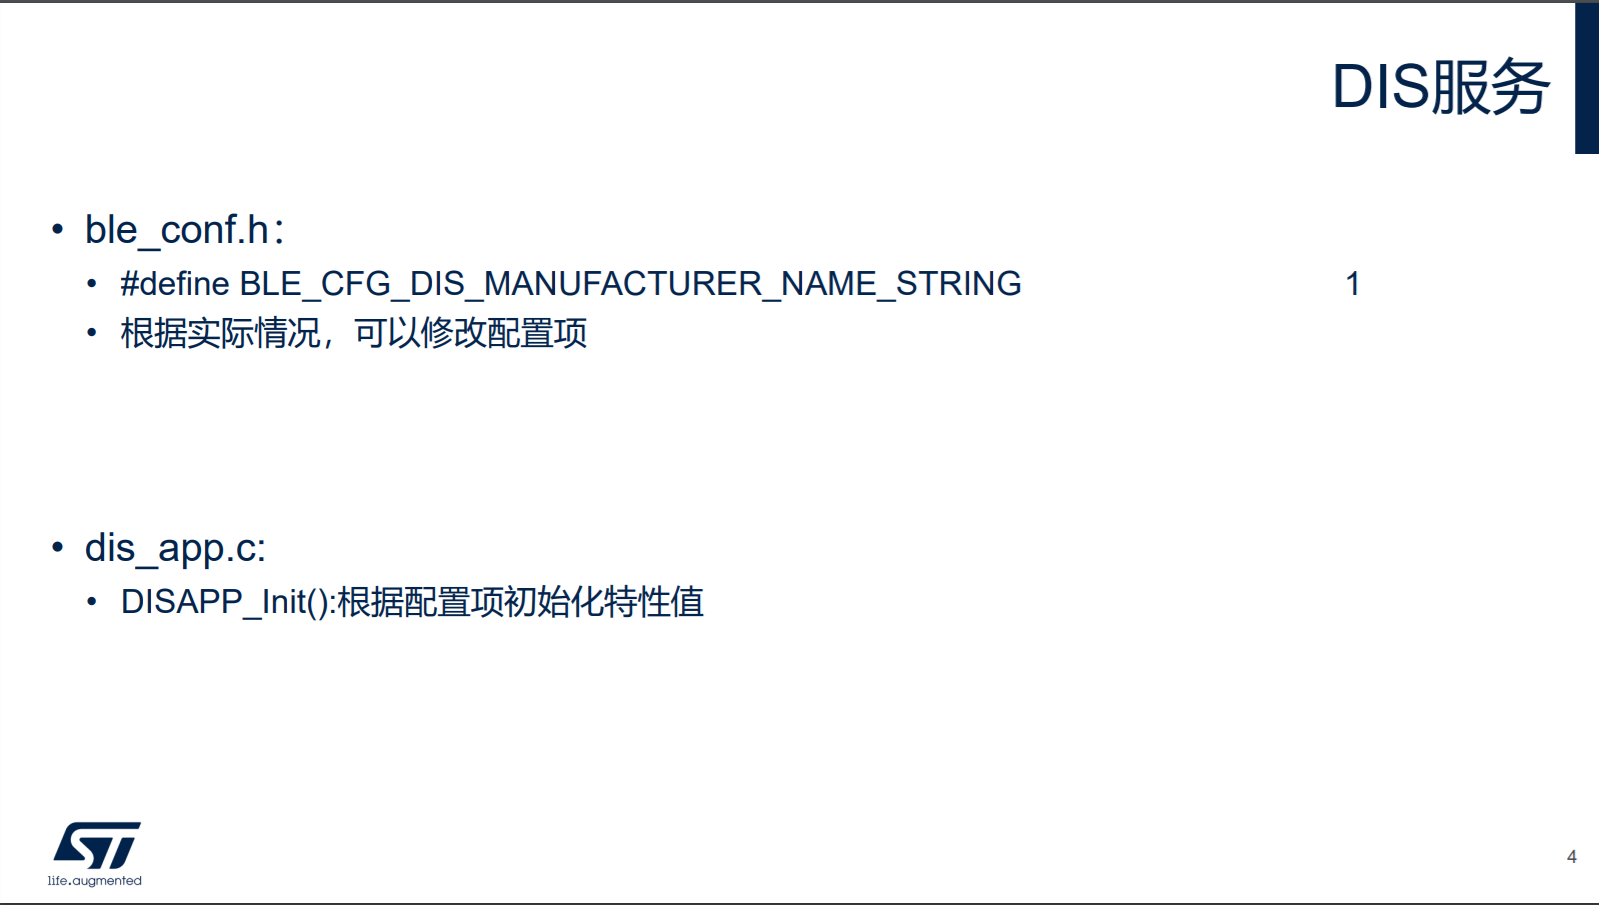 DIS服务
• ble_conf.h：
• #define BLE_CFG_DIS_MANUFACTURER_NAME_STRING 1
• 根据实际情况，可以修改配置项
• dis_app.c:
• DISAPP_Init():根据配置项初始化特性值
ST
life.augmented
4